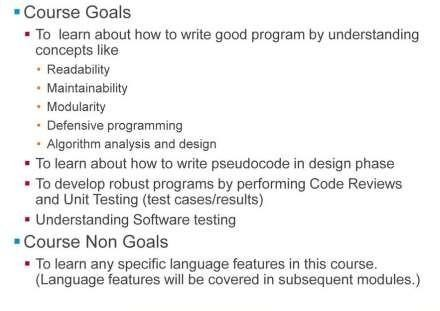 Course Goals
To learn about how to write good program by understanding
concepts like
Readability
Maintainability
Modularity
Defensive programming
Algorithm analysis and design
To learn about how to write pseudocode in design phase
To develop robust programs by performing Code Reviews
and Unit Testing (test cases/results)
Understanding Software testing
Course Non Goals
To learn any specific language features in this course.
(Language features will be covered in subsequent modules.)